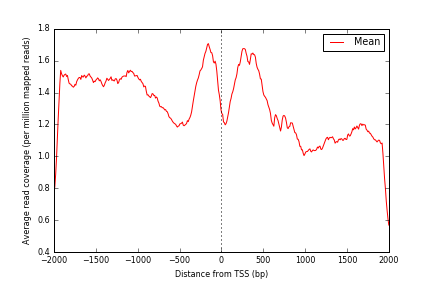 1.8
1.6
1.4
1.2
1.0
0.8
0.6
0.4
Average read coverage (per million mapped reads)
Mean
−2000 −1500 −1000 −500 0 500 1000 1500 2000
Distance from TSS (bp)